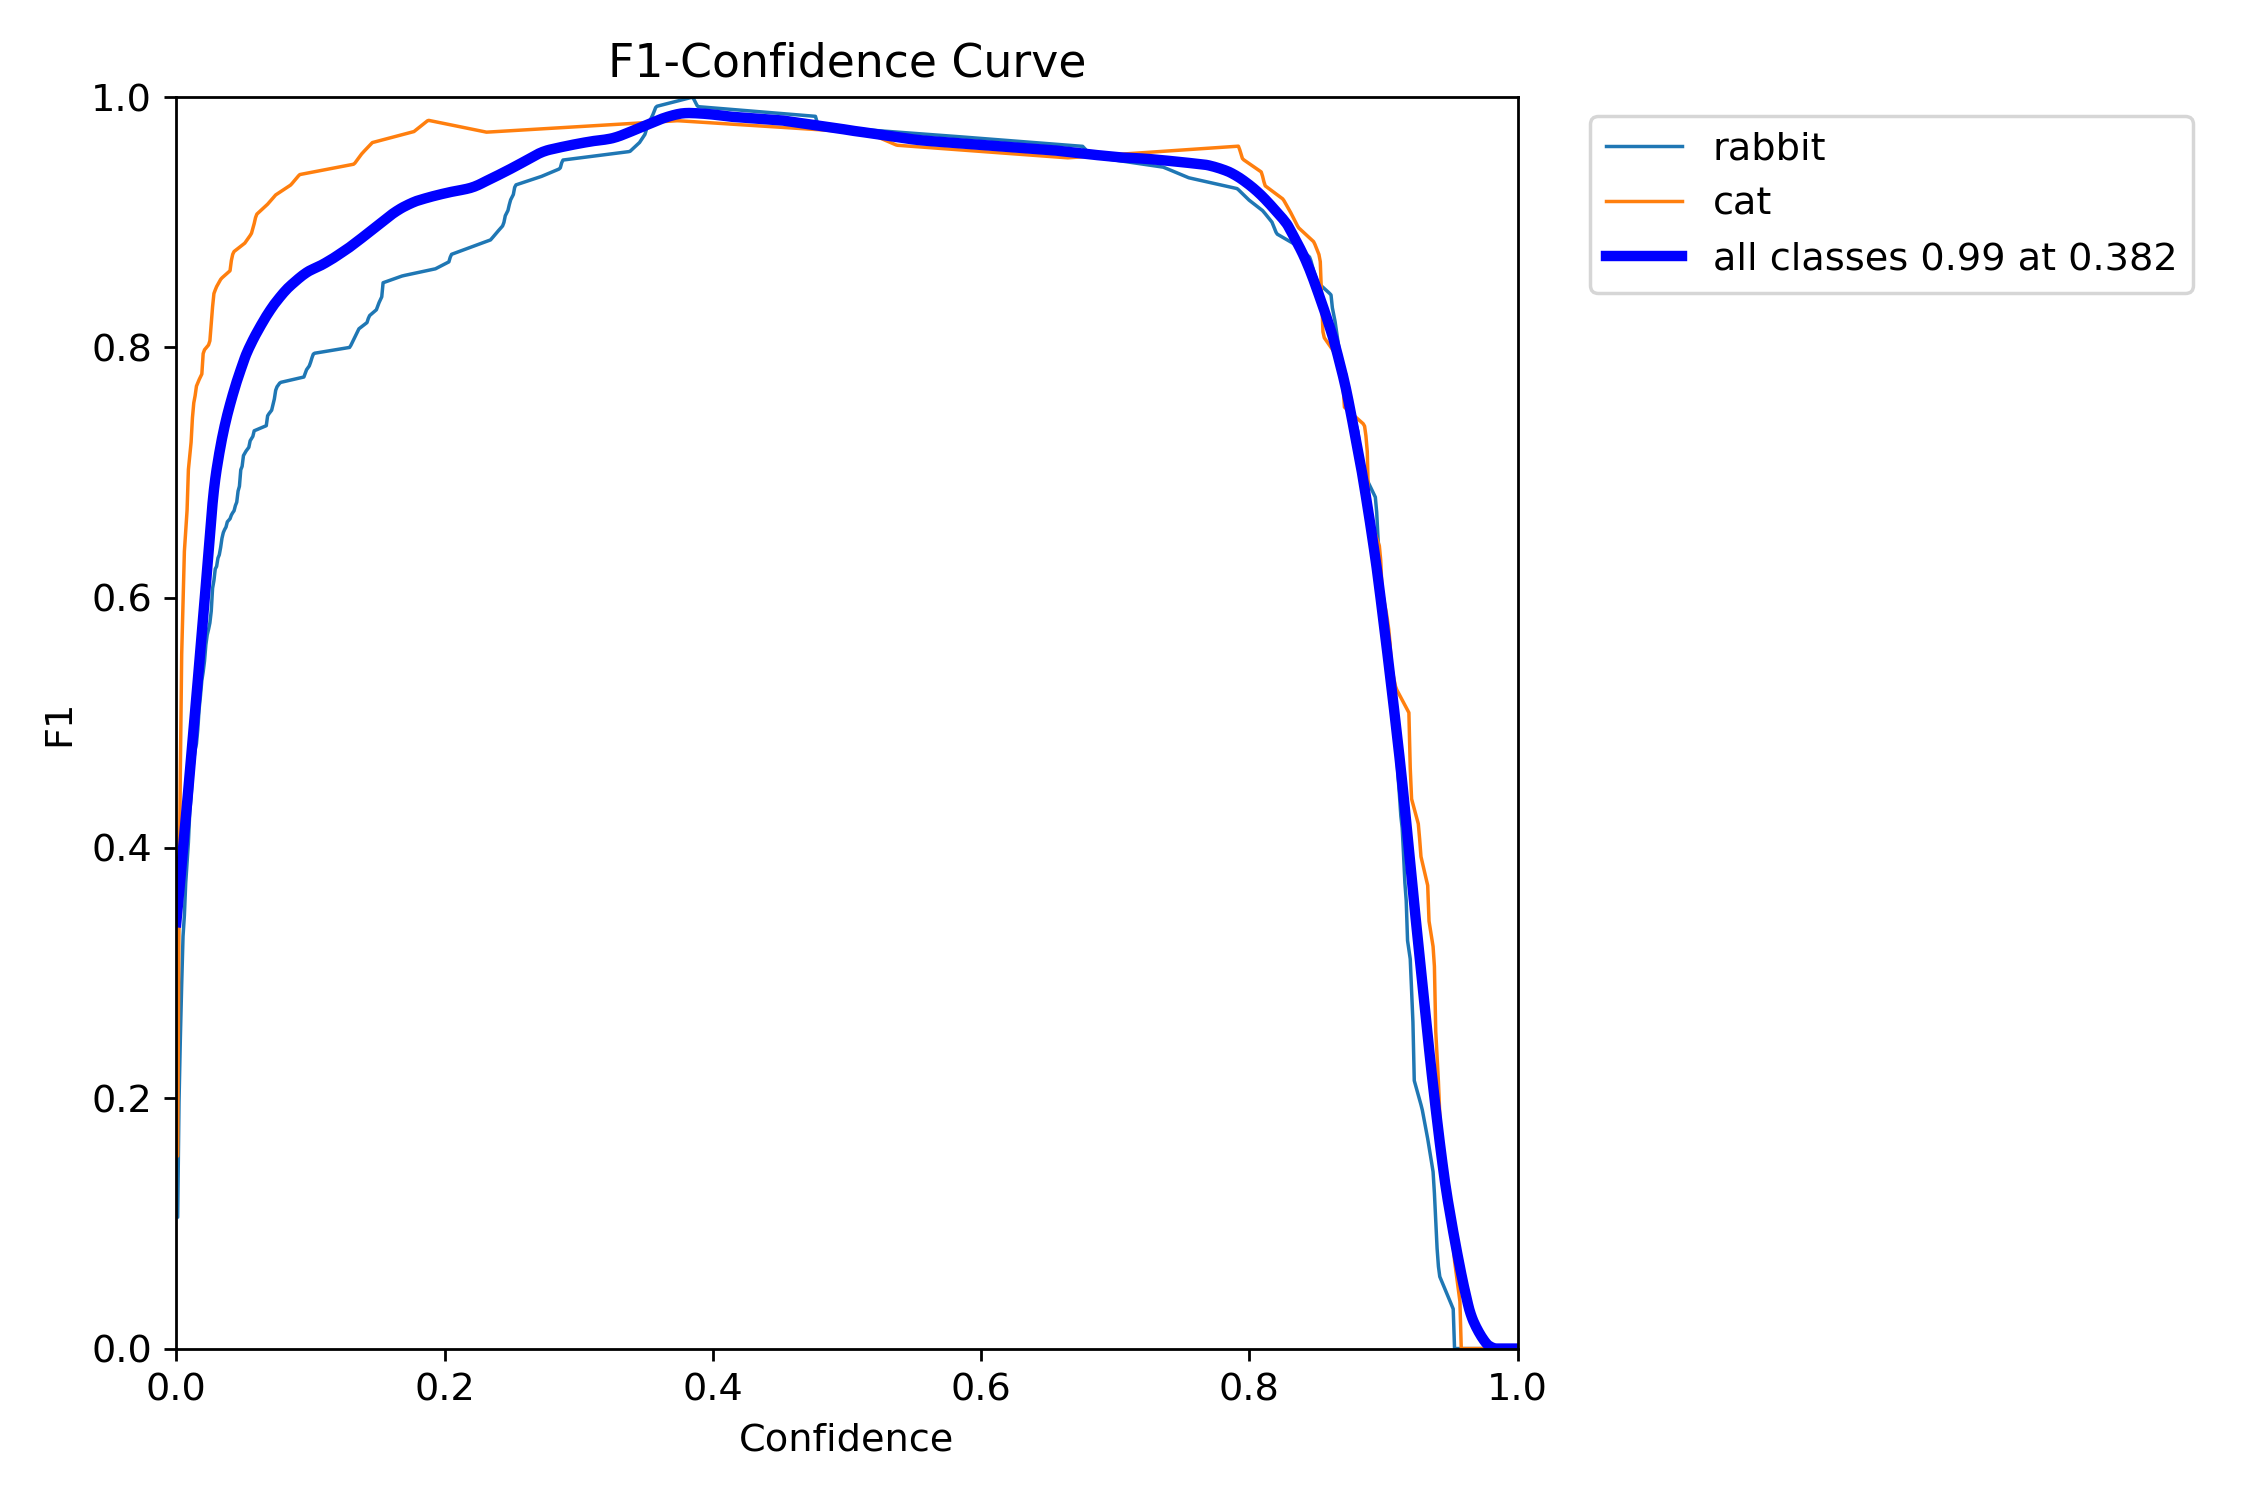 F1-Confidence Curve
1.0
0.8
0.6
0.4
0.2
0.0
F1
0.0 0.2 0.4 0.6 0.8 1.0
Confidence
rabbit
cat
all classes 0.99 at 0.382